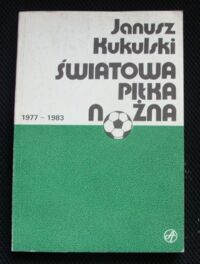 Janusz
Kukulski
ŚWIATOWA
PIŁKA
NOŻNA
1977-1983